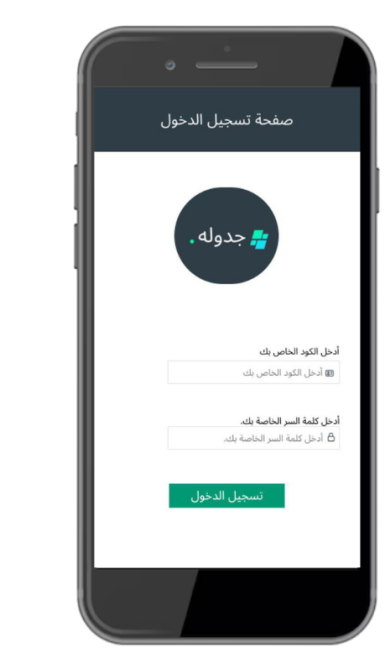 صفحة تسجيل الدخول
جدوله.
أدخل الكود الخاص بك
أدخل الكود الخاص بك
أدخل كلمة السر الخاصة بك.
أدخل كلمة السر الخاصة بك.
تسجيل الدخول